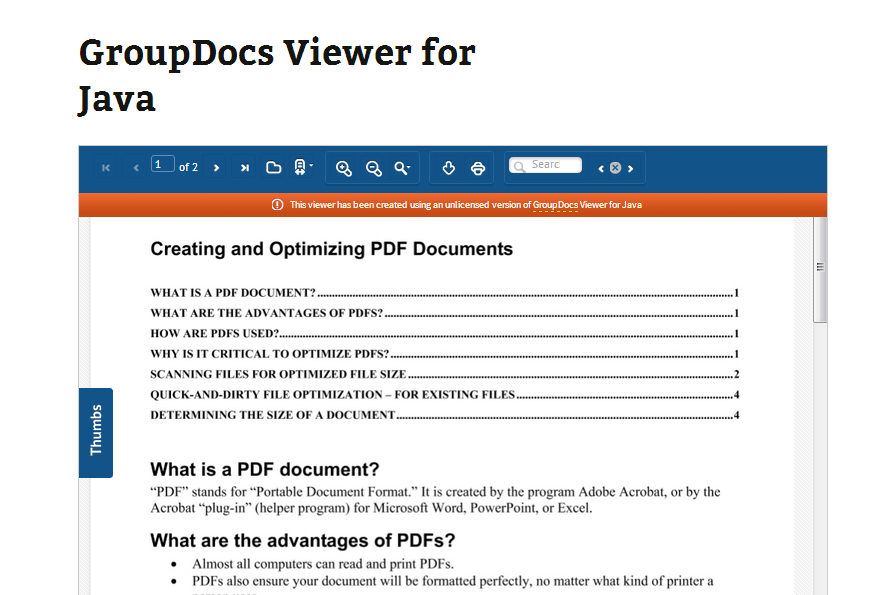 GroupDocs Viewer for
Java
1 of 2
Searc
This viewer has been created using an unlicensed version of GroupDocs Viewer for Java
Creating and Optimizing PDF Documents
WHAT IS A PDF DOCUMENT?....................1
WHAT ARE THE ADVANTAGES OF PDFS?....................1
HOW ARE PDFS USED?....................1
WHY IS IT CRITICAL TO OPTIMIZE PDFS?....................1
SCANNING FILES FOR OPTIMIZED FILE SIZE....................2
QUICK-AND-DIRTY FILE OPTIMIZATION – FOR EXISTING FILES....................4
DETERMINING THE SIZE OF A DOCUMENT....................4
Thumbs
What is a PDF document?
“PDF” stands for “Portable Document Format.” It is created by the program Adobe Acrobat, or by the
Acrobat “plug-in” (helper program) for Microsoft Word, PowerPoint, or Excel.
What are the advantages of PDFs?
• Almost all computers can read and print PDFs.
• PDFs also ensure your document will be formatted perfectly, no matter what kind of printer a